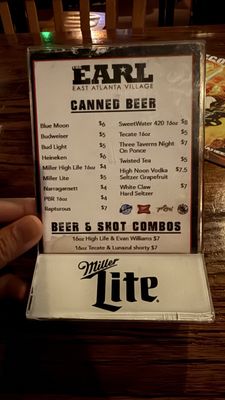 THE EARL
EAST ATLANTA VILLAGE
CANNED BEER
Blue Moon $6
Budweiser $5
Bud Light $5
Heineken $6
Miller High Life 16oz $4
Miller Lite $5
Narragansett $4
PBR 16oz $4
Rapturous $7
SweetWater 420 16oz $8
Tecate 16oz $5
Three Taverns Night On Ponce $7
Twisted Tea $5
High Noon Vodka Seltzer Grapefruit $7.5
White Claw Hard Seltzer $7
BEER & SHOT COMBOS
16oz High Life & Evan Williams $7
16oz Tecate & Lunazul shorty $7
Miller
Lite